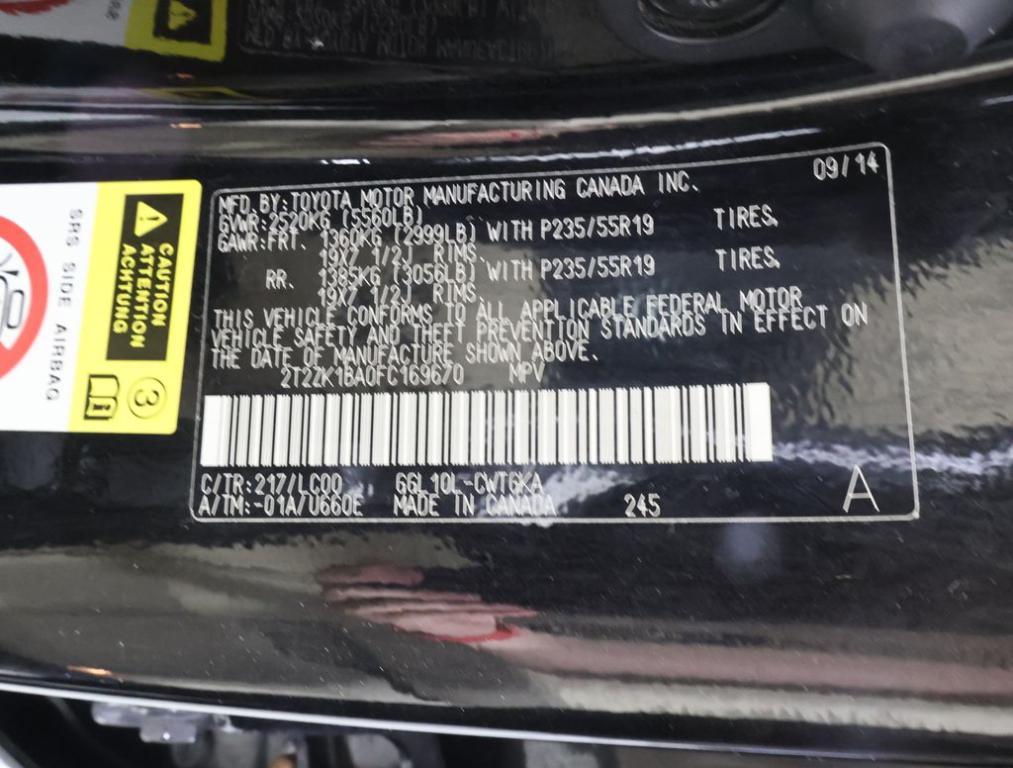 MFD. BY: TOYOTA MOTOR MANUFACTURING CANADA INC. 09/14
GVWR: 2520KG (5560LB)
GAWR: FRT. 1360KG (2999LB) WITH P235/55R19 TIRES,
19X7 1/2J RIMS.
RR. 1385KG (3056LB) WITH P235/55R19 TIRES,
19X7 1/2J RIMS.
THIS VEHICLE CONFORMS TO ALL APPLICABLE FEDERAL MOTOR
VEHICLE SAFETY AND THEFT PREVENTION STANDARDS IN EFFECT ON
THE DATE OF MANUFACTURE SHOWN ABOVE.
2T2ZK1BA0FC169670 MPV
C/TR: 217/LC00 GGL10L-CWTGKA
A/TM: -01A/U660E MADE IN CANADA 245 A
CAUTION
ATTENTION
ACHTUNG
3
SRS SIDE AIRBAG